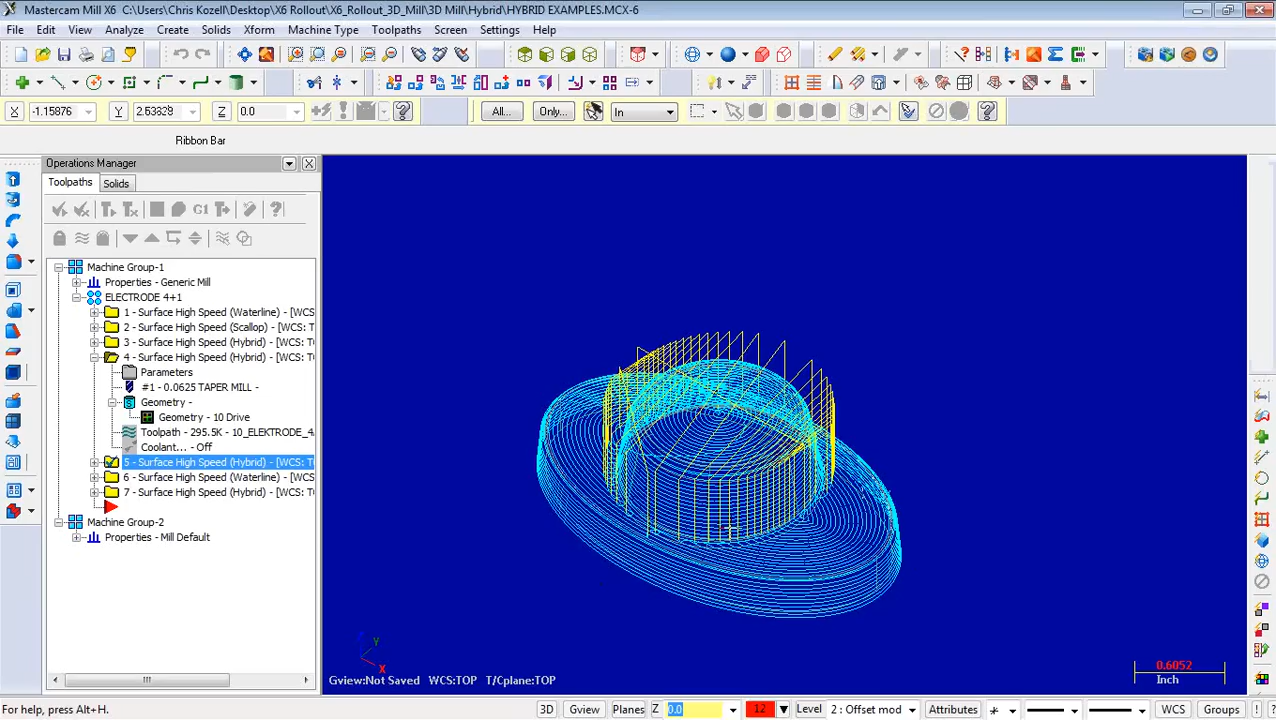 Mastercam Mill X6 C:\Users\Chris Kozell\Desktop\X6 Rollout\X6_Rollout_3D_Mill\3D Mill\Hybrid\HYBRID EXAMPLES.MCX-6
File Edit View Analyze Create Solids Xform Machine Type Toolpaths Screen Settings Help
X -1.15876 Y 2.53829 Z 0.0 All... Only... In
Ribbon Bar
Operations Manager
Toolpaths Solids
G1
Machine Group-1
Properties - Generic Mill
ELECTRODE 4+1
1 - Surface High Speed (Waterline) - [WCS: T
2 - Surface High Speed (Scallop) - [WCS: T
3 - Surface High Speed (Hybrid) - [WCS: T
4 - Surface High Speed (Hybrid) - [WCS: T
Parameters
#1 - 0.0625 TAPER MILL -
Geometry -
Geometry - 10 Drive
Toolpath - 295.5K - 10_ELEKTRODE_4
Coolant... - Off
5 - Surface High Speed (Hybrid) - [WCS: T
6 - Surface High Speed (Waterline) - [WCS: T
7 - Surface High Speed (Hybrid) - [WCS: T
Machine Group-2
Properties - Mill Default
Y
X
Gview:Not Saved WCS:TOP T/Cplane:TOP
0.6052
Inch
For help, press Alt+H. 3D Gview Planes Z 0.0 12 Level 2 : Offset mod Attributes WCS Groups ! ?